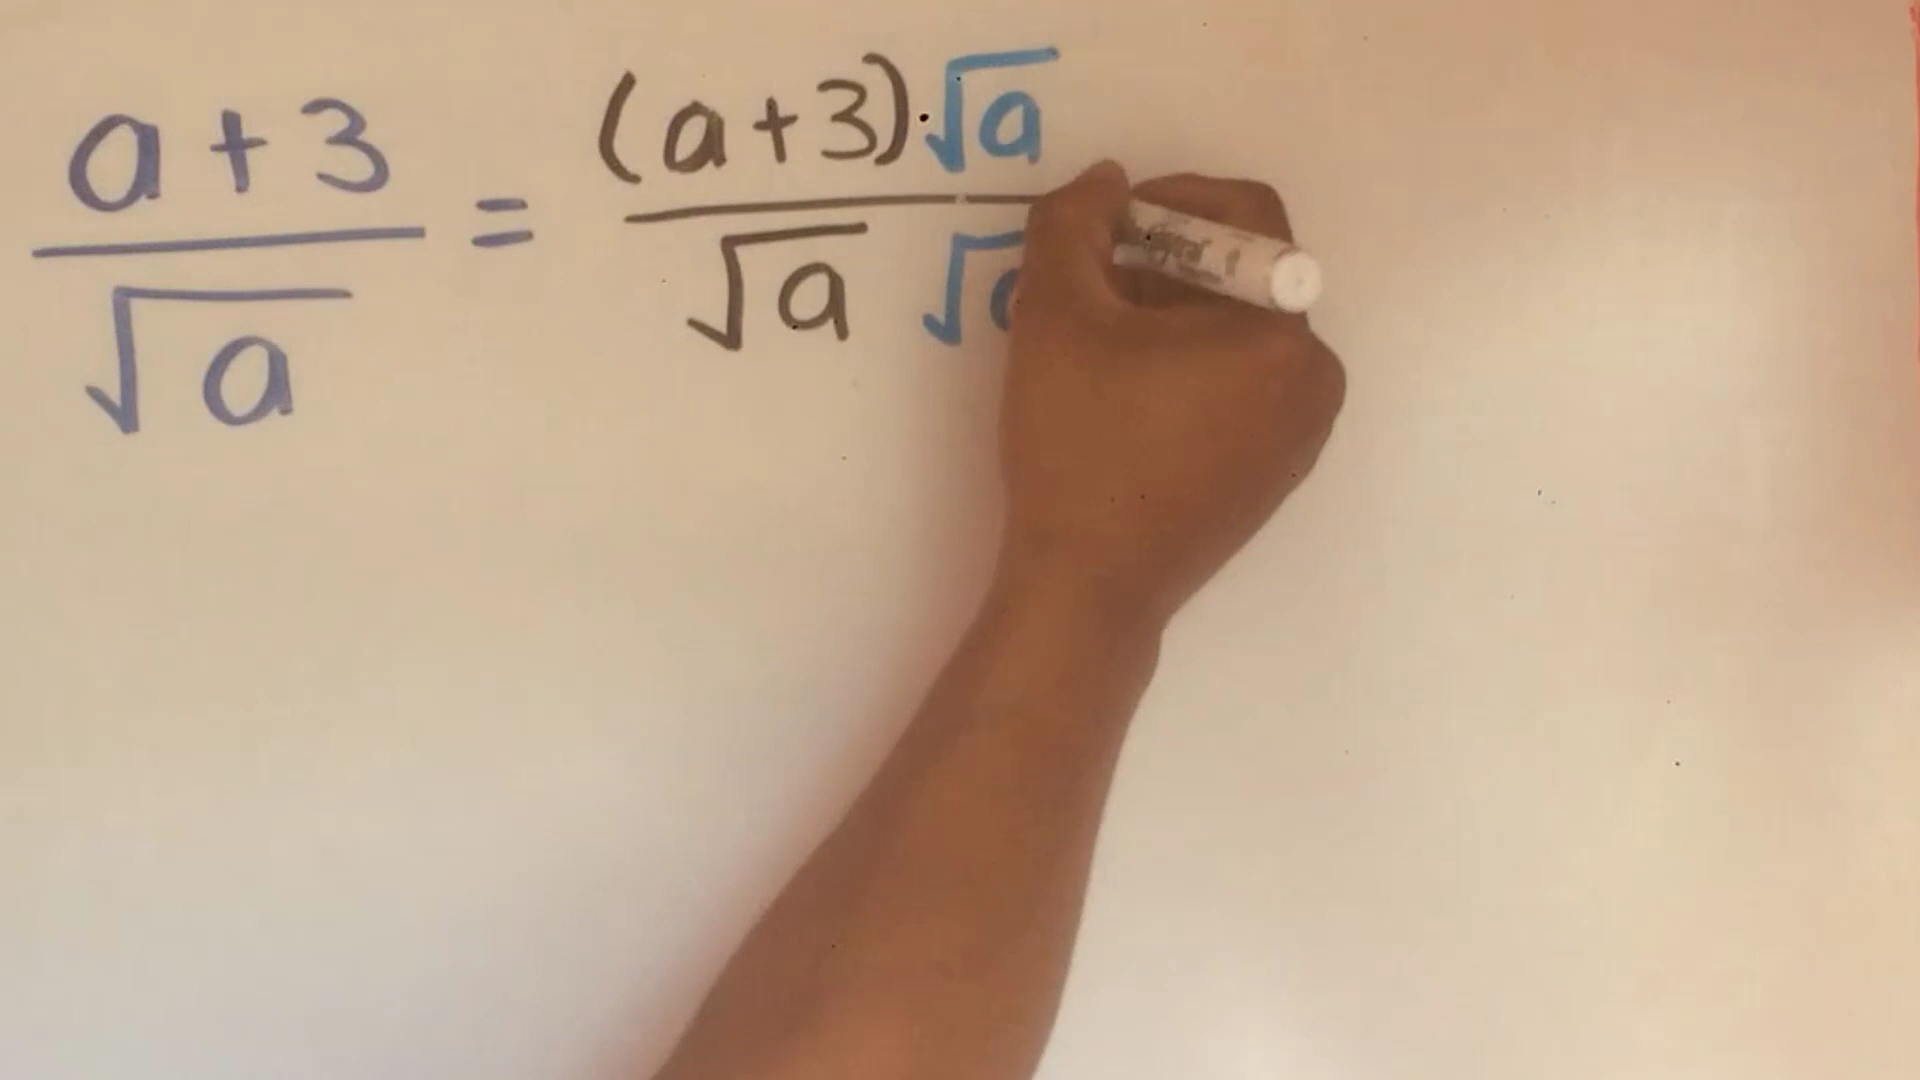 a+3/√a = (a+3)·√a/√a √a